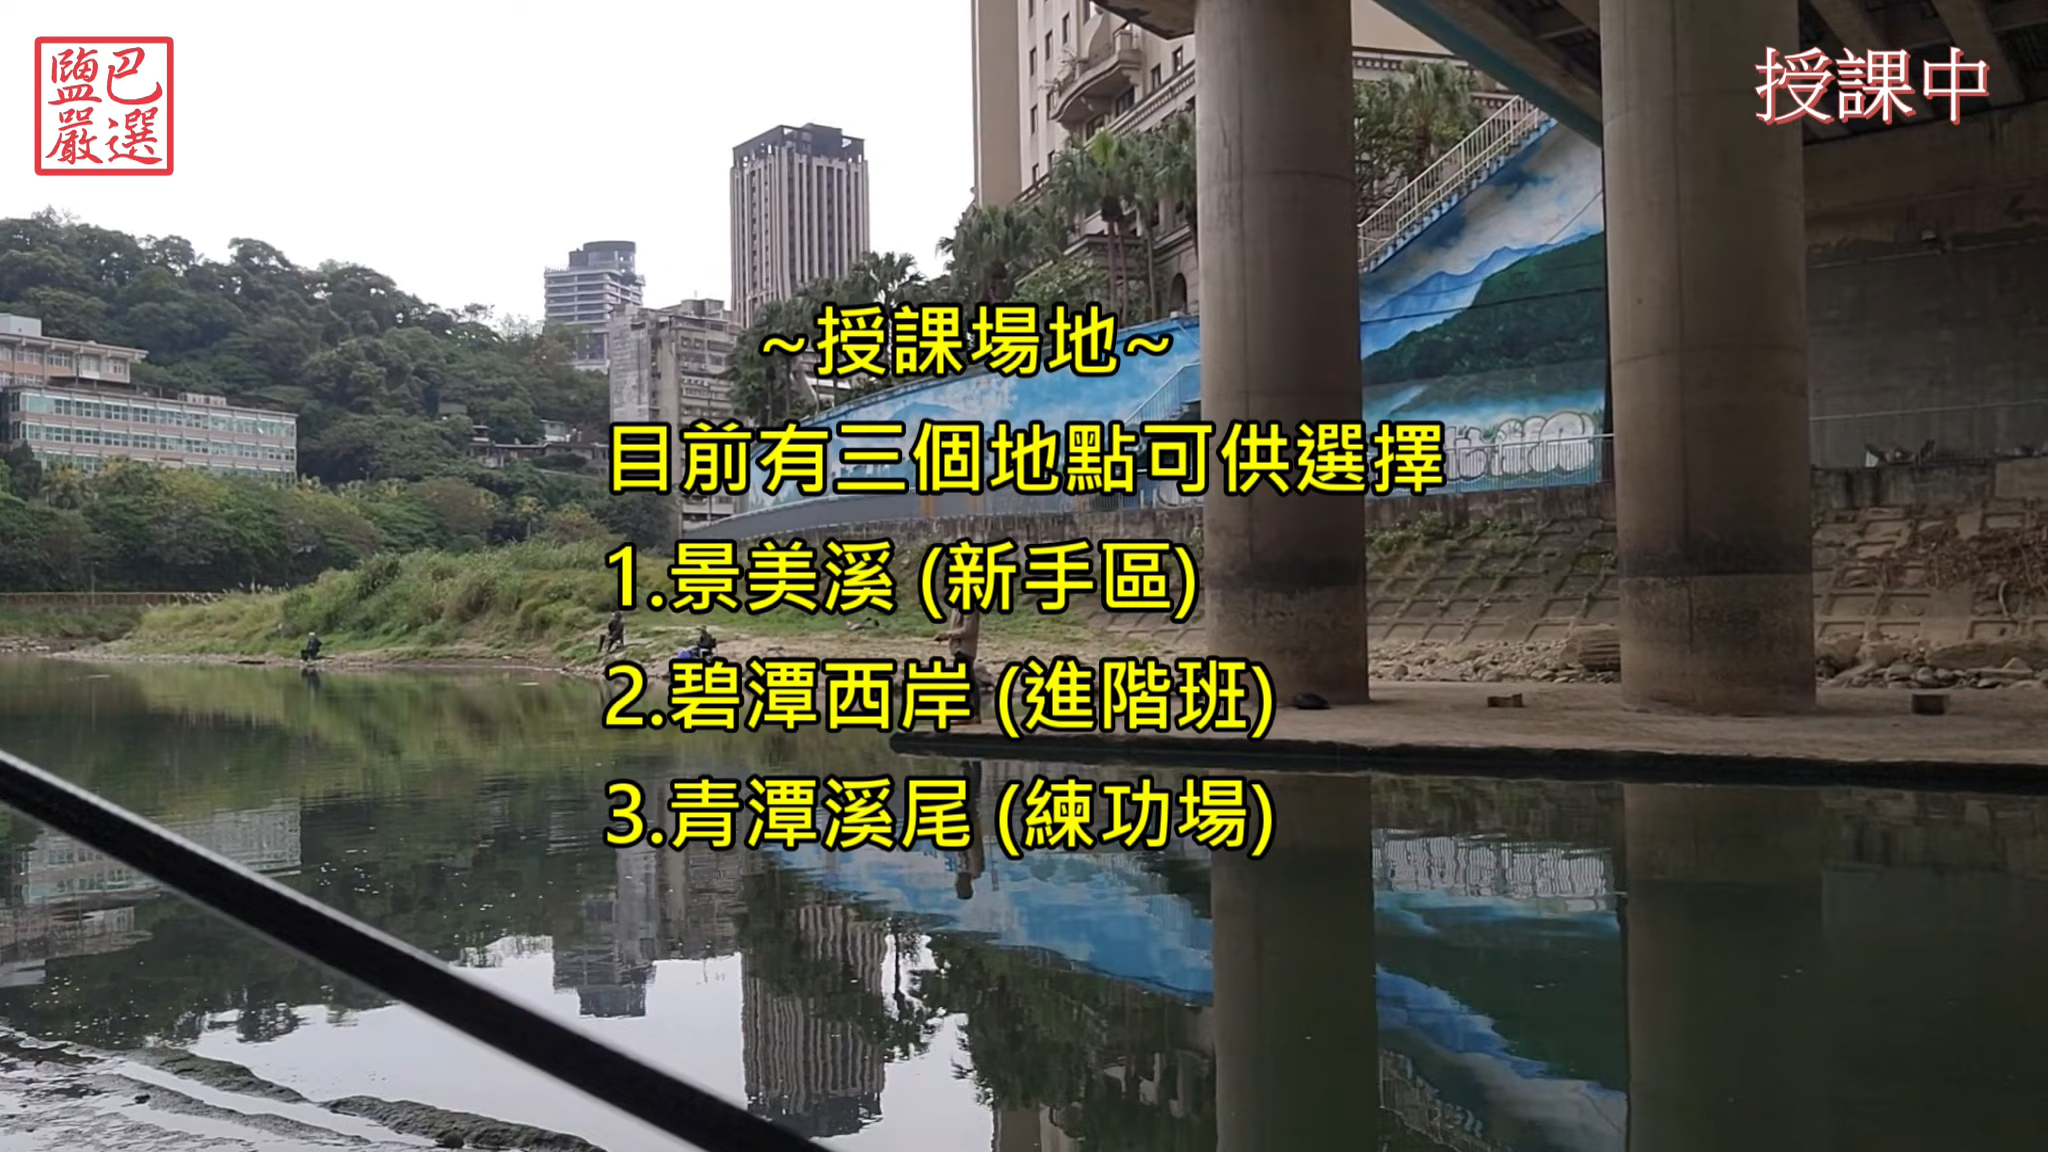 鹽巴
嚴選
授課中
~授課場地~
目前有三個地點可供選擇
1.景美溪 (新手區)
2.碧潭西岸 (進階班)
3.青潭溪尾 (練功場)